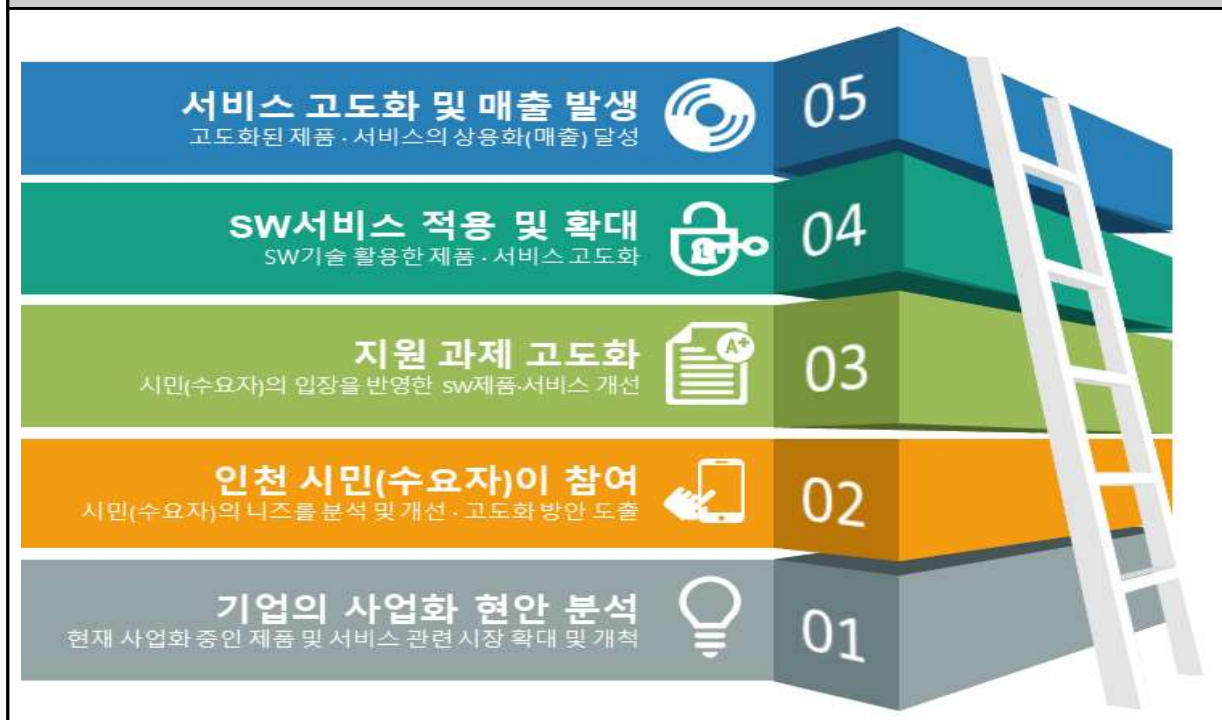 서비스 고도화 및 매출 발생
고도화된 제품·서비스의 상용화(매출) 달성
05
SW서비스 적용 및 확대
SW기술 활용한 제품·서비스 고도화
04
지원 과제 고도화
시민(수요자)의 입장을 반영한 SW제품·서비스 개선
A+
03
인천 시민(수요자)이 참여
시민(수요자)의 니즈를 분석 및 개선·고도화 방안 도출
02
기업의 사업화 현안 분석
현재 사업화 중인 제품 및 서비스 관련 시장 확대 및 개척
01